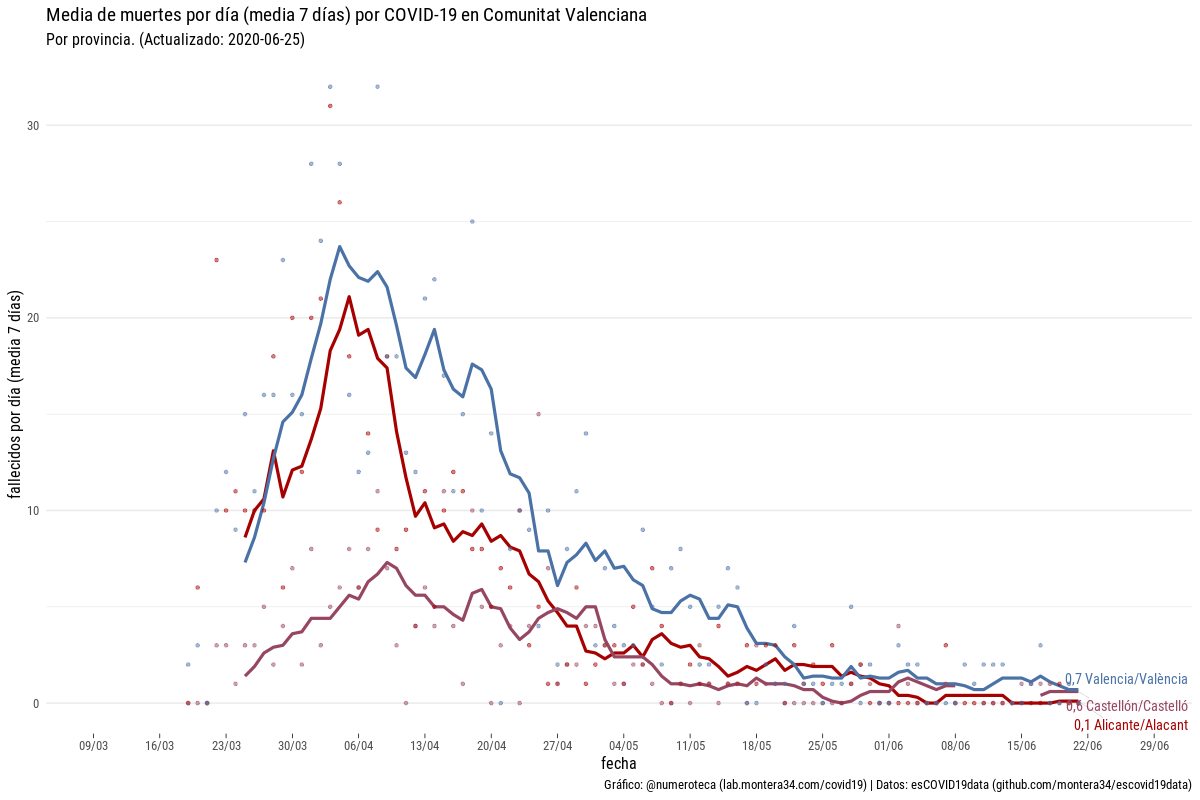 Media de muertes por día (media 7 días) por COVID-19 en Comunitat Valenciana
Por provincia. (Actualizado: 2020-06-25)
fallecidos por día (media 7 días)
30
20
10
0
0,7 Valencia/València
0,6 Castellón/Castelló
0,1 Alicante/Alacant
09/03 16/03 23/03 30/03 06/04 13/04 20/04 27/04 04/05 11/05 18/05 25/05 01/06 08/06 15/06 22/06 29/06
fecha
Gráfico: @numeroteca (lab.montera34.com/covid19) | Datos: esCOVID19data (github.com/montera34/escovid19data)